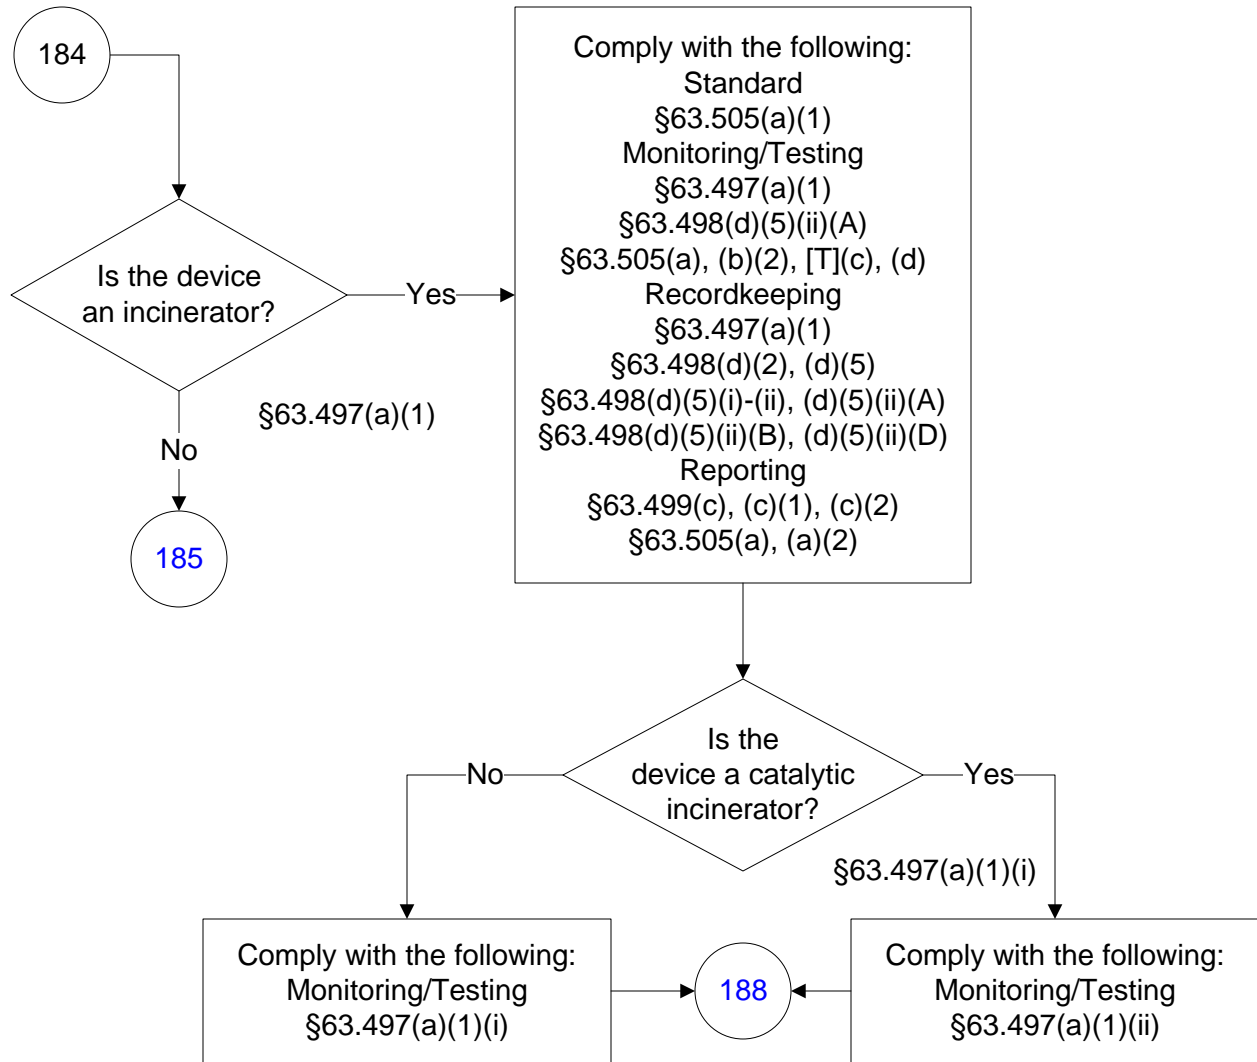 184
Is the device
an incinerator?
Yes
§63.497(a)(1)
No
185
Comply with the following:
Standard
§63.505(a)(1)
Monitoring/Testing
§63.497(a)(1)
§63.498(d)(5)(ii)(A)
§63.505(a), (b)(2), [T](c), (d)
Recordkeeping
§63.497(a)(1)
§63.498(d)(2), (d)(5)
§63.498(d)(5)(i)-(ii), (d)(5)(ii)(A)
§63.498(d)(5)(ii)(B), (d)(5)(ii)(D)
Reporting
§63.499(c), (c)(1), (c)(2)
§63.505(a), (a)(2)
Is the
device a catalytic
incinerator?
No
Yes
§63.497(a)(1)(i)
Comply with the following:
Monitoring/Testing
§63.497(a)(1)(i)
188
Comply with the following:
Monitoring/Testing
§63.497(a)(1)(ii)